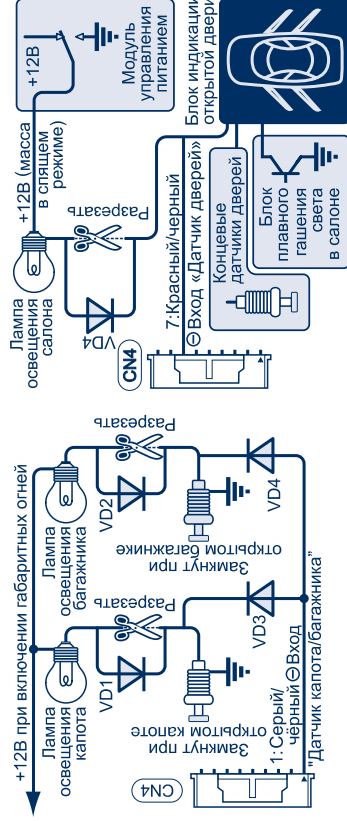 +12В
Модуль
управления
питанием
+12В (масса
в спящем
режиме)
Лампа
освещения
салона
Разрезать
VD4
Блок индикации
открытой двери
7:Красный/черный
⊖Вход «Датчик дверей»
CN4
Концевые
датчики дверей
Блок
плавного
гашения
света
в салоне
+12В при включении габаритных огней
Лампа
освещения
багажника
Разрезать
VD2
Замкнут при
открытом багажнике
VD4
Лампа
освещения
капота
Разрезать
VD1
Замкнут при
открытом капоте
VD3
1:Серый/
чёрный ⊖Вход
"Датчик капота/багажника"
CN4